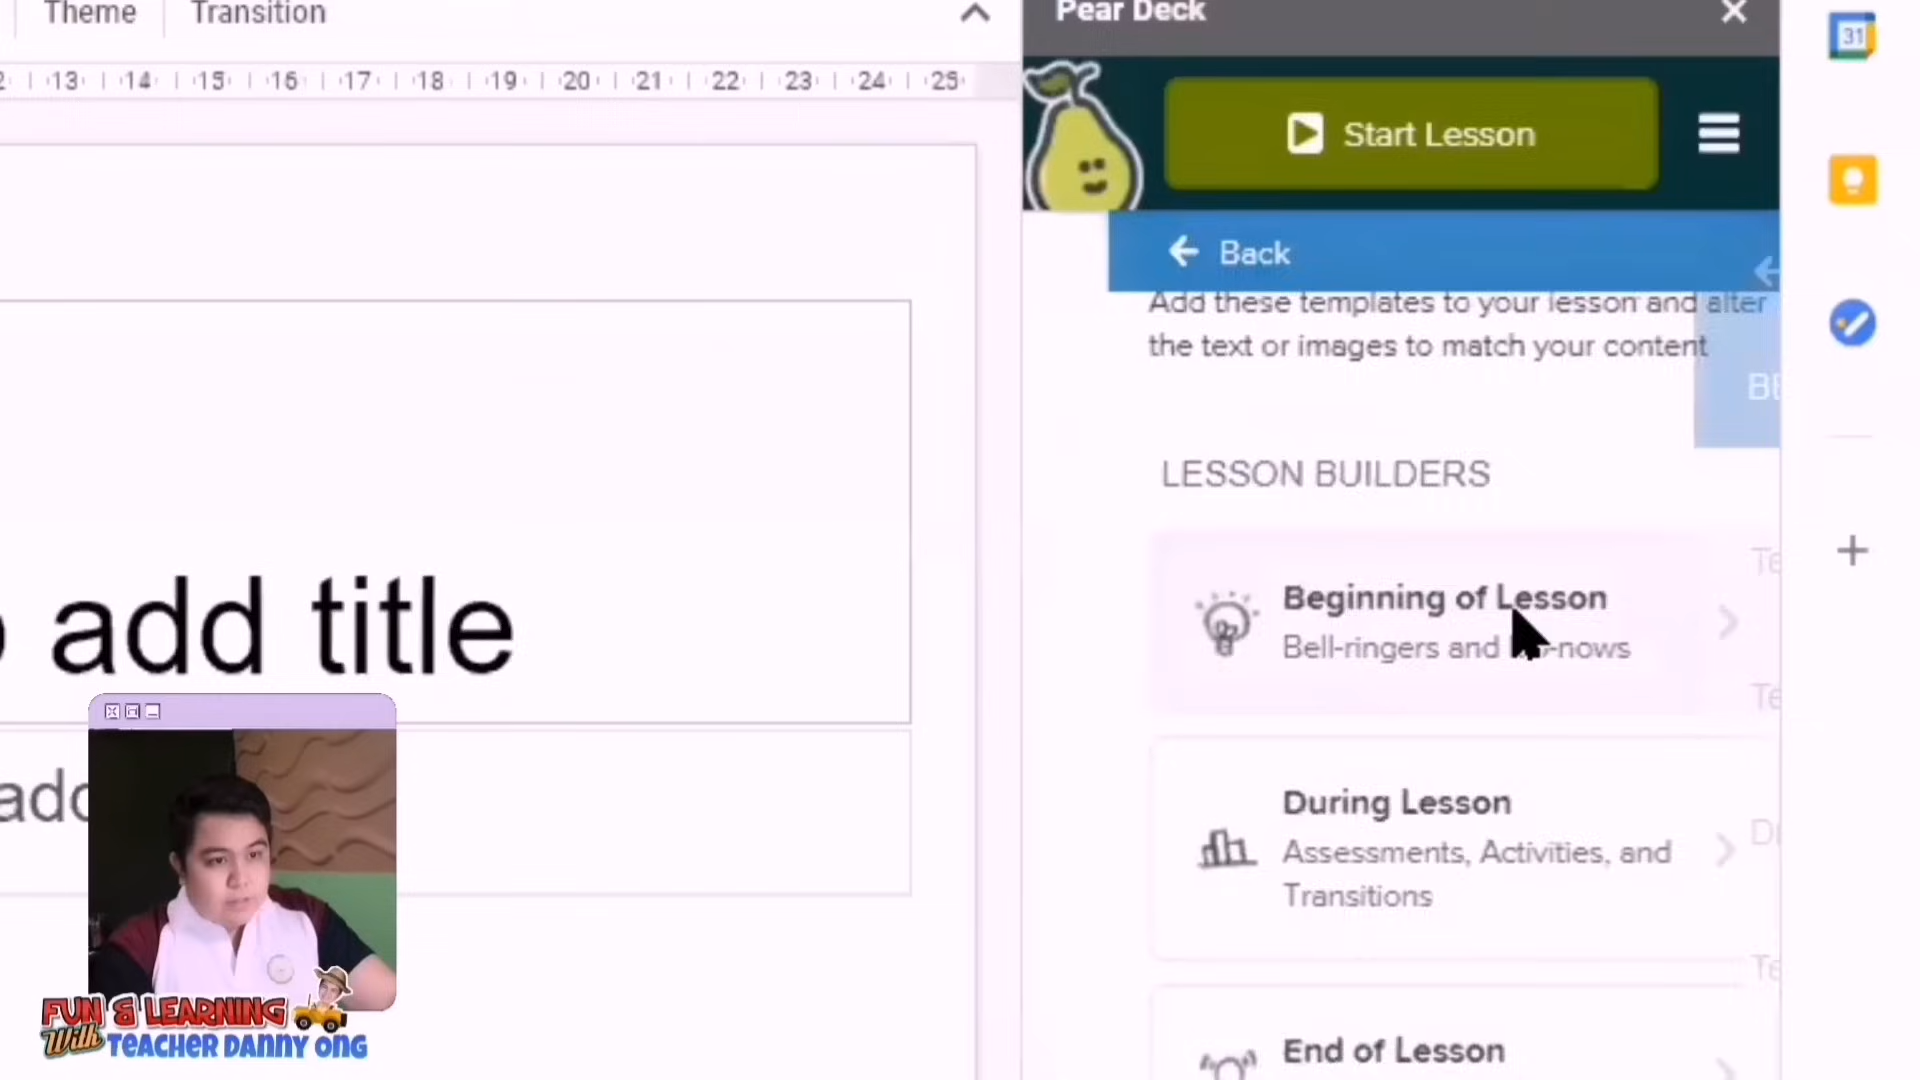 Theme
Transition
13 14 15 16 17 18 19 20 21 22 23 24 25
add title
Pear Deck
Start Lesson
Back
Add these templates to your lesson and alter
the text or images to match your content
LESSON BUILDERS
Beginning of Lesson
Bell-ringers and -nows
During Lesson
Assessments, Activities, and
Transitions
End of Lesson
31
FUN & LEARNING
With TEACHER DANNY ONG